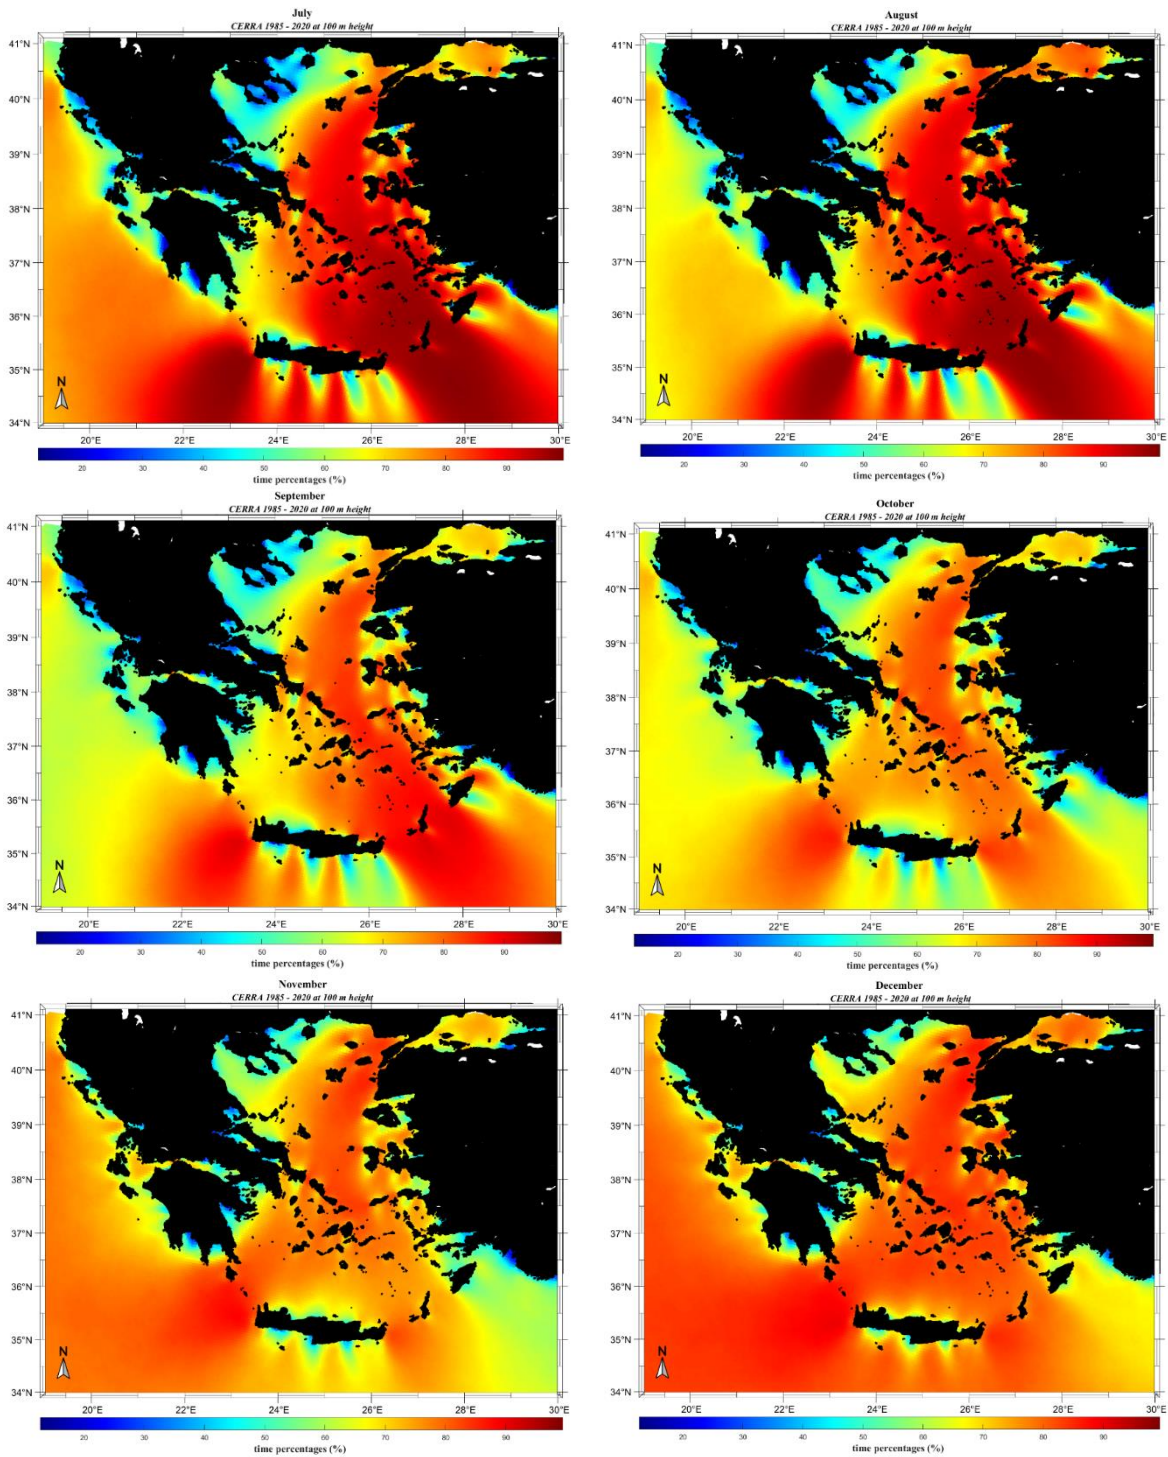 July
CERRA 1985 - 2020 at 100 m height
41°N
40°N
39°N
38°N
37°N
36°N
35°N
34°N
N
20°E 22°E 24°E 26°E 28°E 30°E
20 30 40 50 60 70 80 90
time percentages (%)
August
CERRA 1985 - 2020 at 100 m height
41°N
40°N
39°N
38°N
37°N
36°N
35°N
34°N
N
20°E 22°E 24°E 26°E 28°E 30°E
20 30 40 50 60 70 80 90
time percentages (%)
September
CERRA 1985 - 2020 at 100 m height
41°N
40°N
39°N
38°N
37°N
36°N
35°N
34°N
N
20°E 22°E 24°E 26°E 28°E 30°E
20 30 40 50 60 70 80 90
time percentages (%)
October
CERRA 1985 - 2020 at 100 m height
41°N
40°N
39°N
38°N
37°N
36°N
35°N
34°N
N
20°E 22°E 24°E 26°E 28°E 30°E
20 30 40 50 60 70 80 90
time percentages (%)
November
CERRA 1985 - 2020 at 100 m height
41°N
40°N
39°N
38°N
37°N
36°N
35°N
34°N
N
20°E 22°E 24°E 26°E 28°E 30°E
20 30 40 50 60 70 80 90
time percentages (%)
December
CERRA 1985 - 2020 at 100 m height
41°N
40°N
39°N
38°N
37°N
36°N
35°N
34°N
N
20°E 22°E 24°E 26°E 28°E 30°E
20 30 40 50 60 70 80 90
time percentages (%)